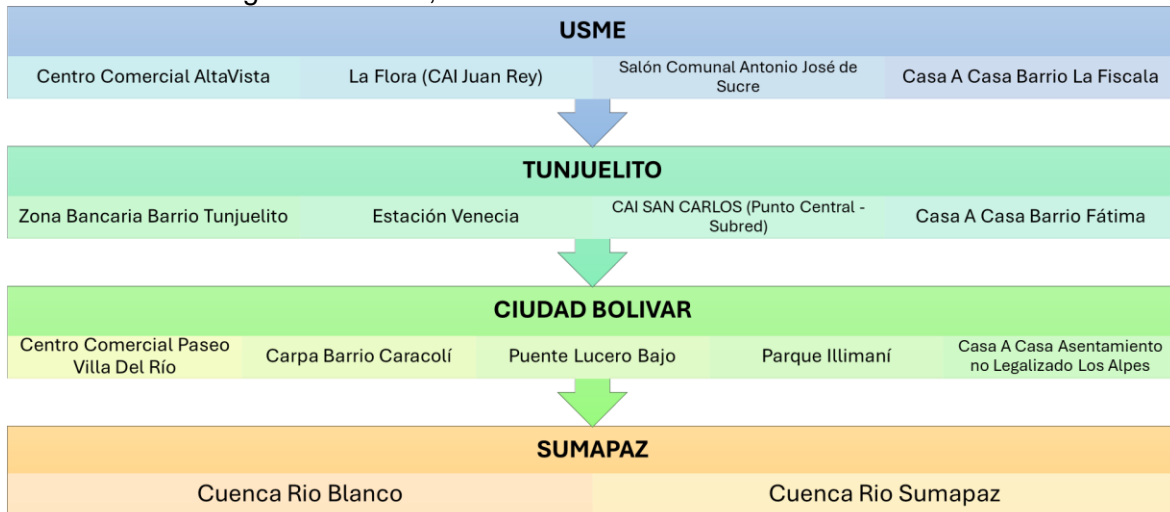 USME
Centro Comercial AltaVista
La Flora (CAI Juan Rey)
Salón Comunal Antonio José de
Sucre
Casa A Casa Barrio La Fiscala
TUNJUELITO
Zona Bancaria Barrio Tunjuelito
Estación Venecia
CAI SAN CARLOS (Punto Central -
Subred)
Casa A Casa Barrio Fátima
CIUDAD BOLIVAR
Centro Comercial Paseo
Villa Del Río
Carpa Barrio Caracolí
Puente Lucero Bajo
Parque Illimaní
Casa A Casa Asentamiento
no Legalizado Los Alpes
SUMAPAZ
Cuenca Rio Blanco
Cuenca Rio Sumapaz